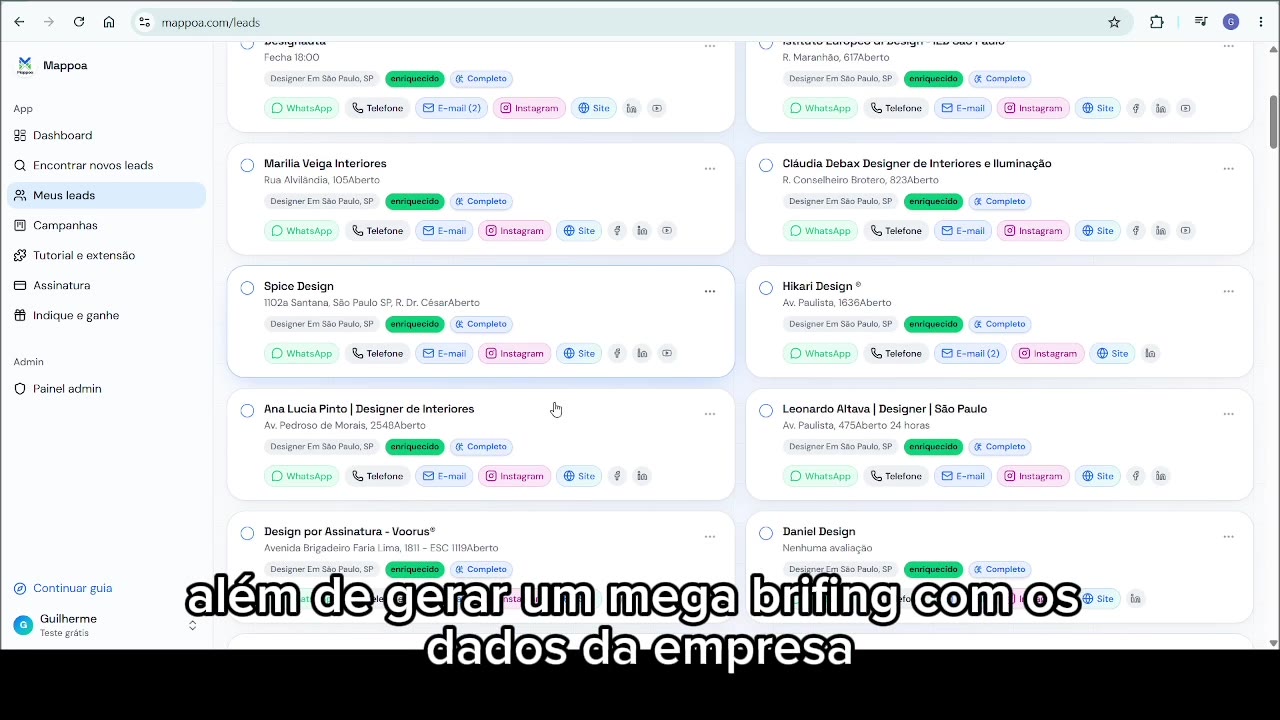 mappoa.com/leads
G
Mappoa
Mappoa
App
Dashboard
Encontrar novos leads
Meus leads
Campanhas
Tutorial e extensão
Assinatura
Indique e ganhe
Admin
Painel admin
Continuar guia
G
Guilherme
Teste grátis
Designauta
Fecha 18:00
Designer Em São Paulo, SP enriquecido Completo
WhatsApp Telefone E-mail (2) Instagram Site
Istituto Europeo di Design - IED São Paulo
R. Maranhão, 617Aberto
Designer Em São Paulo, SP enriquecido Completo
WhatsApp Telefone E-mail Instagram Site
Marilia Veiga Interiores
Rua Alvilândia, 105Aberto
Designer Em São Paulo, SP enriquecido Completo
WhatsApp Telefone E-mail Instagram Site
Cláudia Debax Designer de Interiores e Iluminação
R. Conselheiro Brotero, 823Aberto
Designer Em São Paulo, SP enriquecido Completo
WhatsApp Telefone E-mail Instagram Site
Spice Design
1102a Santana, São Paulo SP, R. Dr. CésarAberto
Designer Em São Paulo, SP enriquecido Completo
WhatsApp Telefone E-mail Instagram Site
Hikari Design ®
Av. Paulista, 1636Aberto
Designer Em São Paulo, SP enriquecido Completo
WhatsApp Telefone E-mail (2) Instagram Site
Ana Lucia Pinto | Designer de Interiores
Av. Pedroso de Morais, 2548Aberto
Designer Em São Paulo, SP enriquecido Completo
WhatsApp Telefone E-mail Instagram Site
Leonardo Altava | Designer | São Paulo
Av. Paulista, 475Aberto 24 horas
Designer Em São Paulo, SP enriquecido Completo
WhatsApp Telefone E-mail Instagram Site
Design por Assinatura - Voorus®
Avenida Brigadeiro Faria Lima, 1811 - ESC 1119Aberto
Designer Em São Paulo, SP enriquecido Completo
Site
Daniel Design
Nenhuma avaliação
Designer Em São Paulo, SP enriquecido Completo
Site
além de gerar um mega brifing com os
dados da empresa